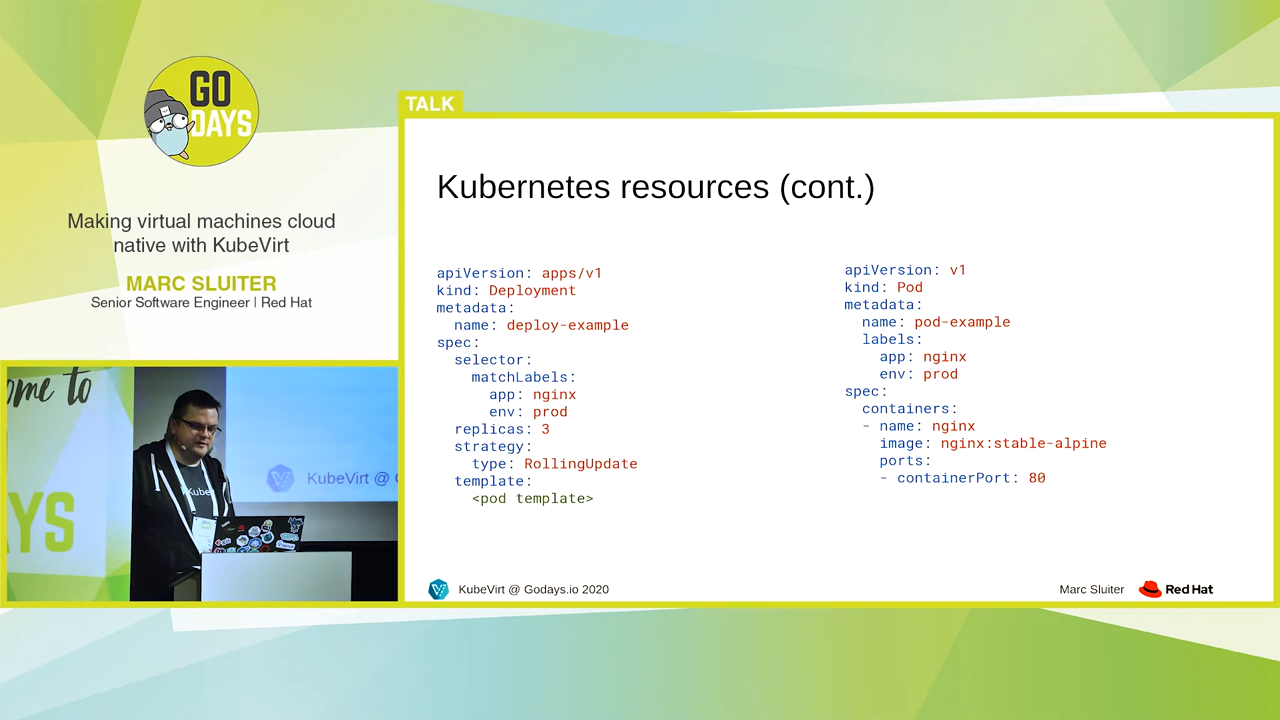 GO
DAYS
Making virtual machines cloud
native with KubeVirt
MARC SLUITER
Senior Software Engineer | Red Hat
TALK
Kubernetes resources (cont.)
apiVersion: apps/v1
kind: Deployment
metadata:
  name: deploy-example
spec:
  selector:
    matchLabels:
      app: nginx
      env: prod
  replicas: 3
  strategy:
    type: RollingUpdate
  template:
    <pod template>
apiVersion: v1
kind: Pod
metadata:
  name: pod-example
  labels:
    app: nginx
    env: prod
spec:
  containers:
  - name: nginx
    image: nginx:stable-alpine
    ports:
    - containerPort: 80
KubeVirt @ Godays.io 2020
Marc Sluiter
Red Hat
ome to
YS
KubeVirt @
Kube